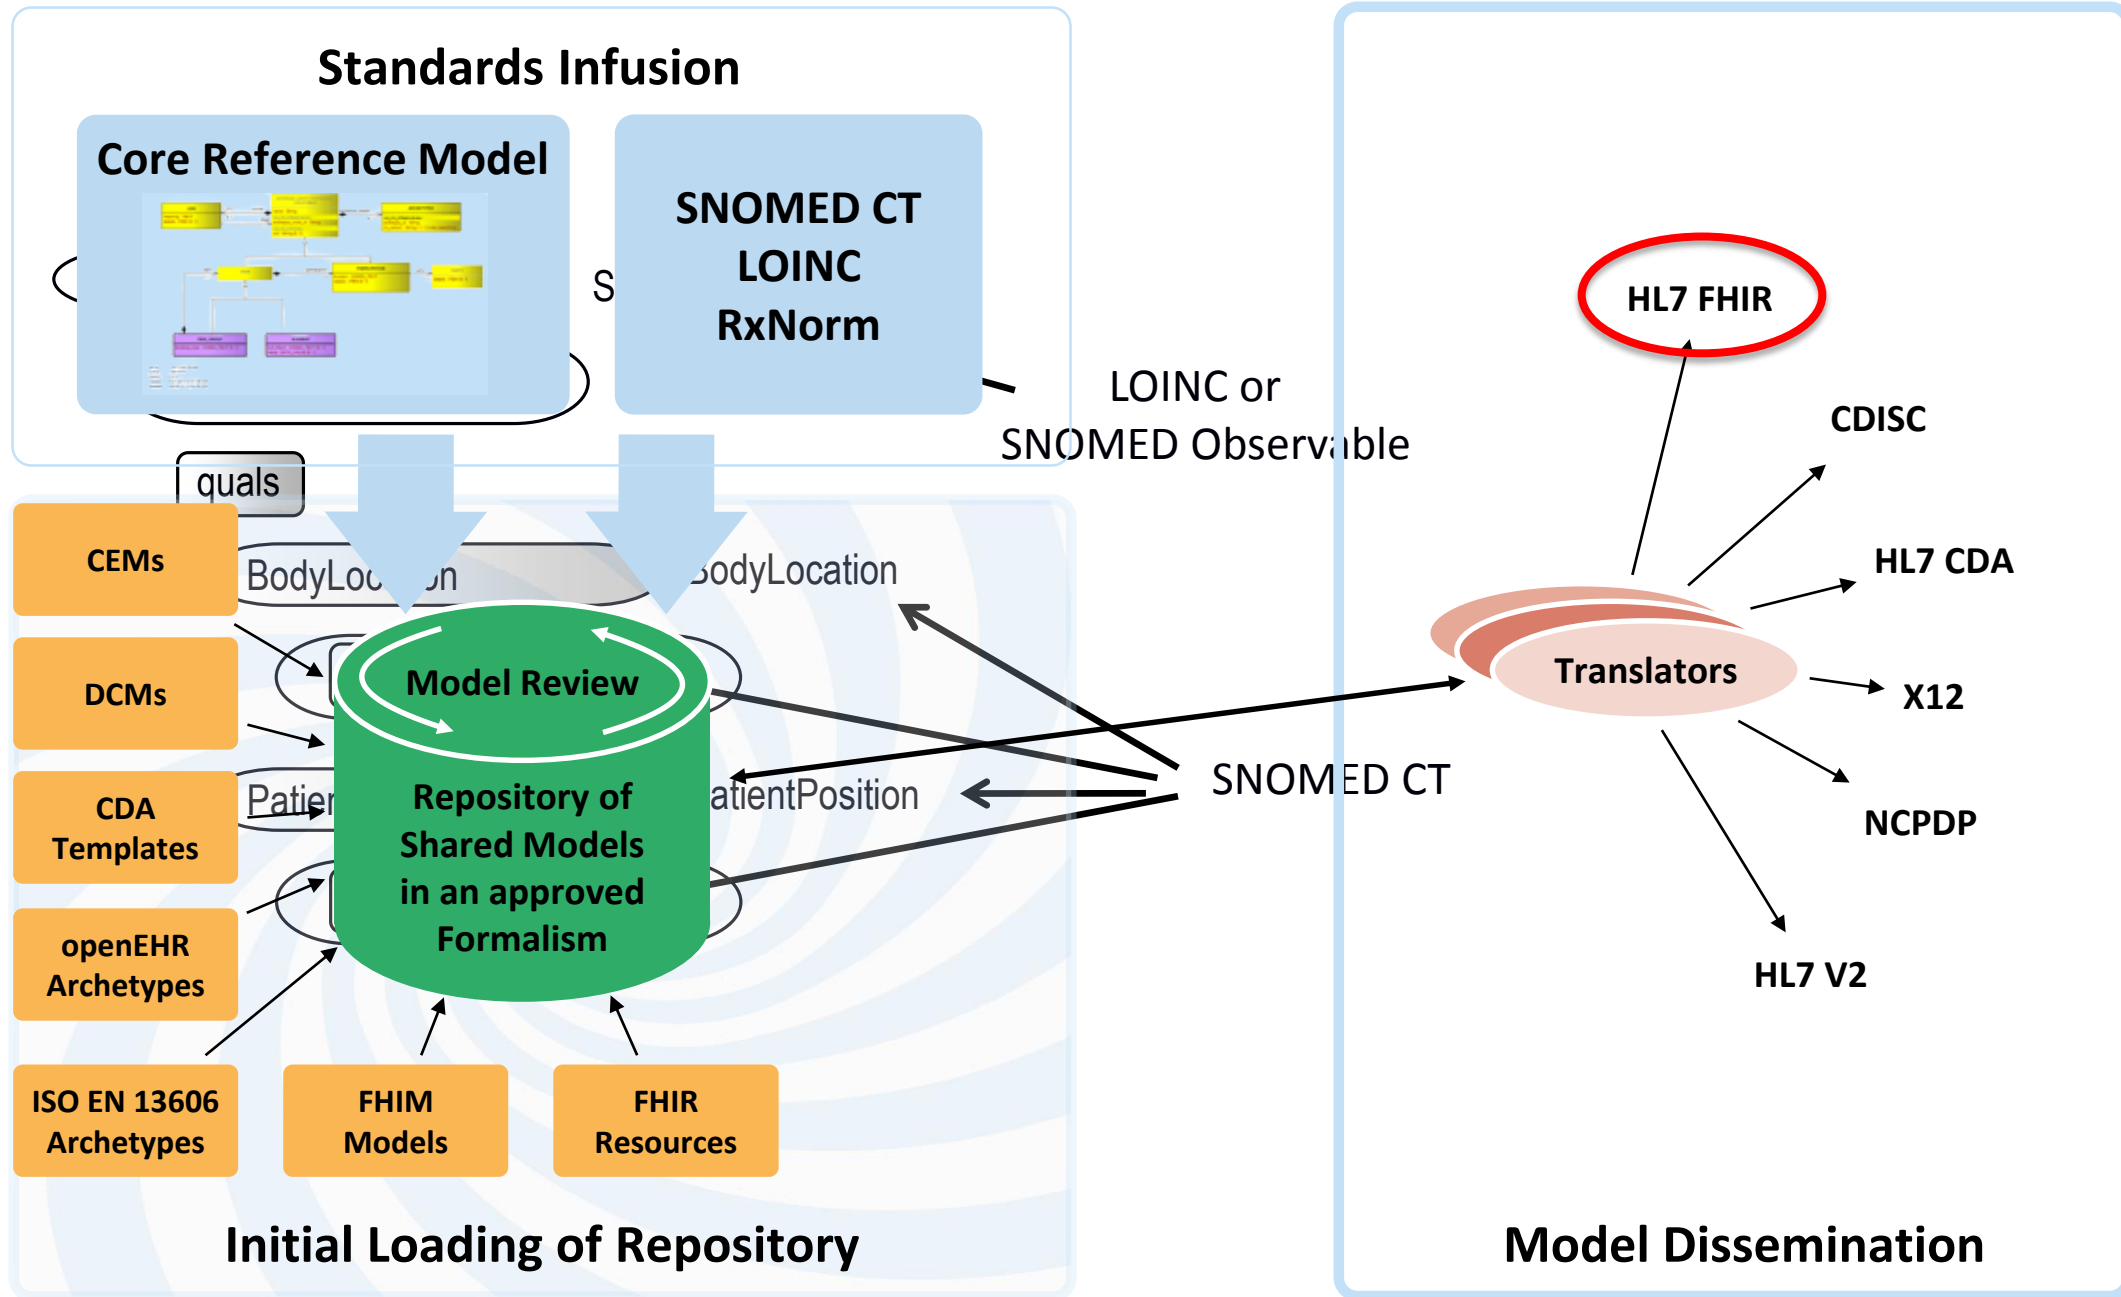 Standards Infusion
Core Reference Model
SNOMED CT
LOINC
RxNorm
S
LOINC or
SNOMED Observable
quals
CEMs
DCMs
CDA
Templates
openEHR
Archetypes
ISO EN 13606
Archetypes
FHIM
Models
FHIR
Resources
BodyLocation
Model Review
Repository of
Shared Models
in an approved
Formalism
SNOMED CT
Initial Loading of Repository
HL7 FHIR
CDISC
HL7 CDA
Translators
X12
NCPDP
HL7 V2
Model Dissemination